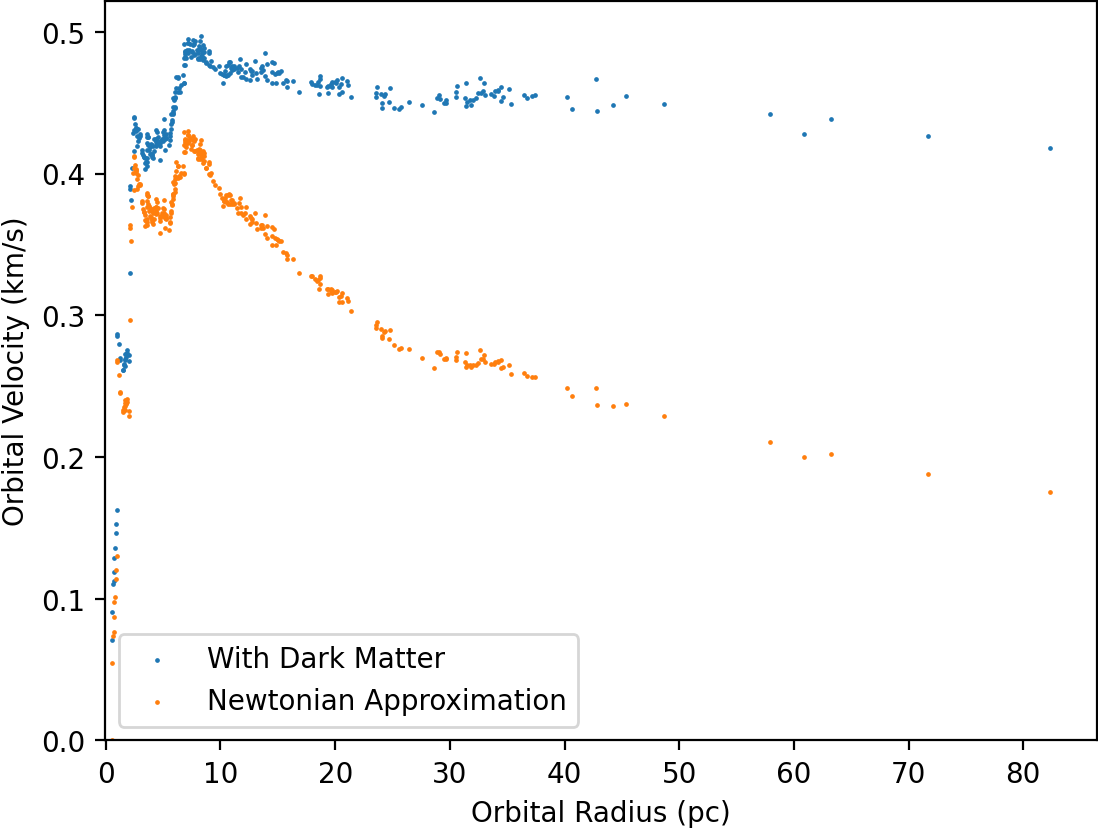 0.5
0.4
0.3
0.2
0.1
0.0
Orbital Velocity (km/s)
With Dark Matter
Newtonian Approximation
0 10 20 30 40 50 60 70 80
Orbital Radius (pc)